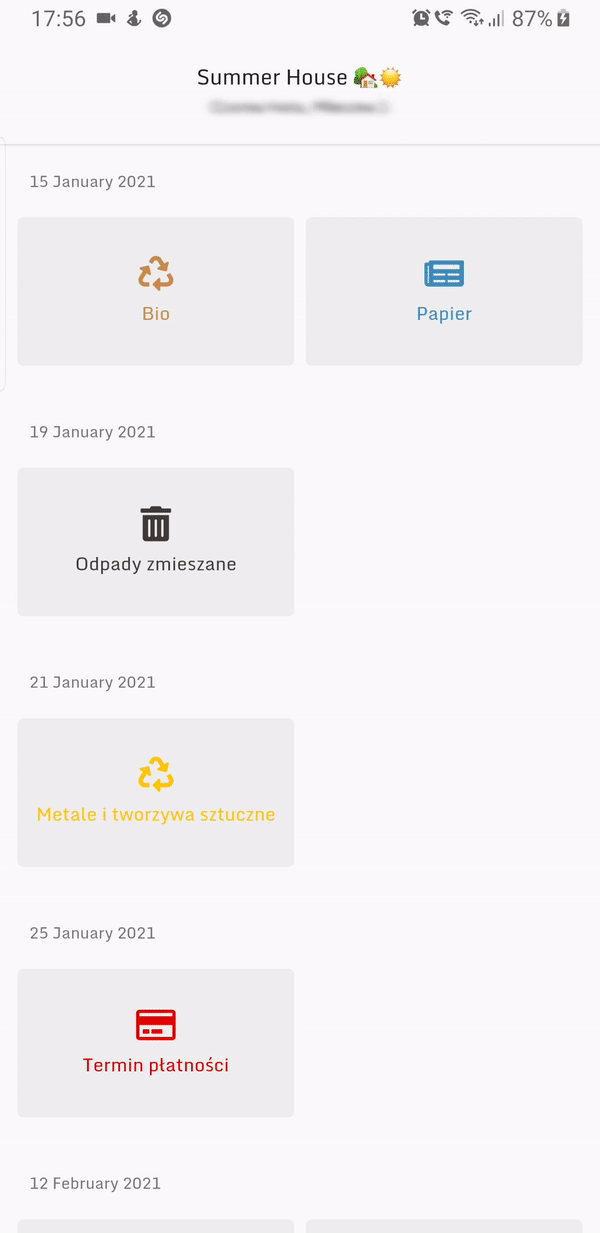 17:56
87%
Summer House 🏡☀️
15 January 2021
Bio
Papier
19 January 2021
Odpady zmieszane
21 January 2021
Metale i tworzywa sztuczne
25 January 2021
Termin płatności
12 February 2021